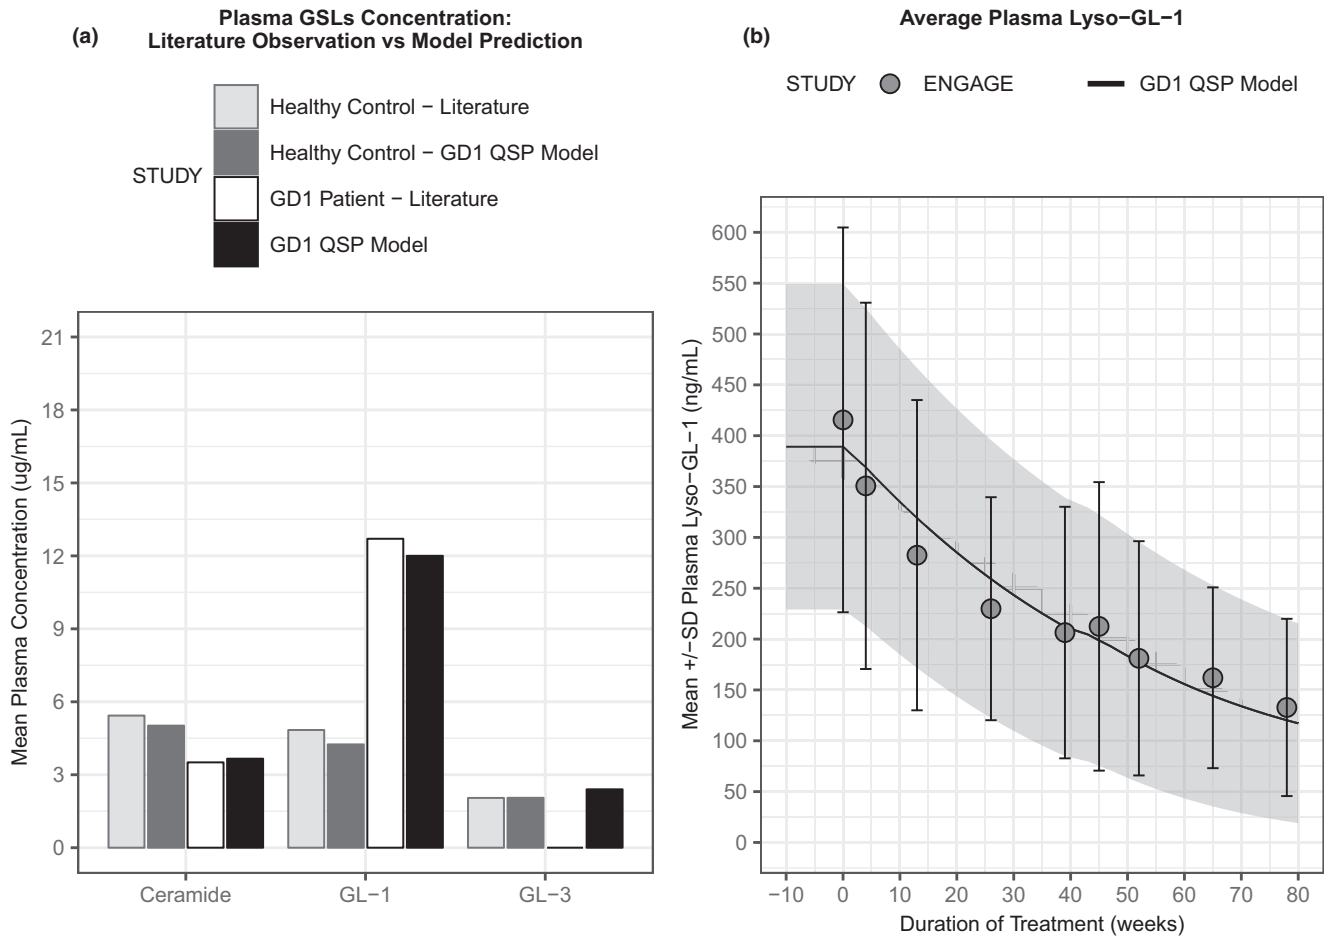 (a)
Plasma GSLs Concentration:
Literature Observation vs Model Prediction
STUDY
Healthy Control − Literature
Healthy Control − GD1 QSP Model
GD1 Patient − Literature
GD1 QSP Model
Mean Plasma Concentration (ug/mL)
21
18
15
12
9
6
3
0
Ceramide GL−1 GL−3
(b)
Average Plasma Lyso−GL−1
STUDY ENGAGE GD1 QSP Model
Mean +/−SD Plasma Lyso−GL−1 (ng/mL)
600
550
500
450
400
350
300
250
200
150
100
50
0
−10 0 10 20 30 40 50 60 70 80
Duration of Treatment (weeks)